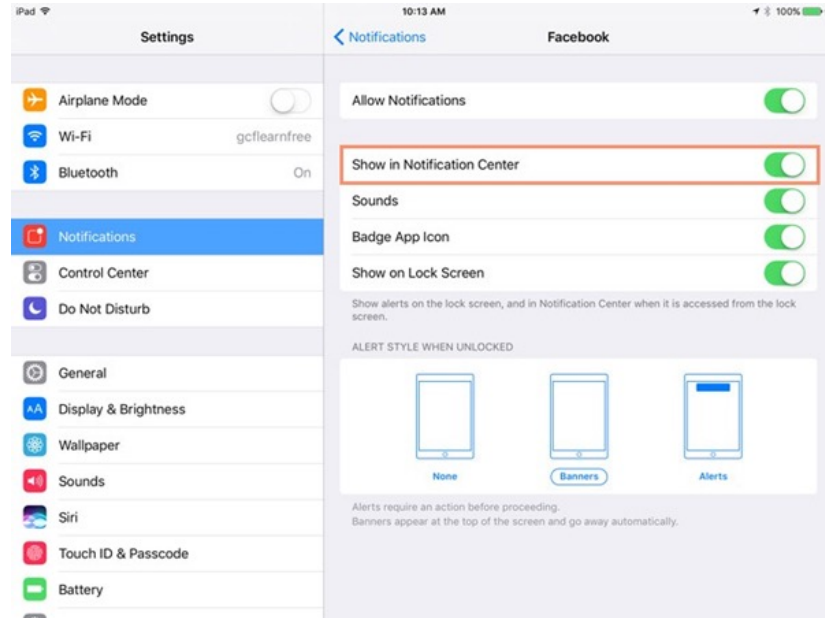 iPad
10:13 AM
100%
Settings
Notifications
Facebook
Airplane Mode
Wi-Fi
gcflearnfree
Bluetooth
On
Notifications
Control Center
Do Not Disturb
General
AA
Display & Brightness
Wallpaper
Sounds
Siri
Touch ID & Passcode
Battery
Allow Notifications
Show in Notification Center
Sounds
Badge App Icon
Show on Lock Screen
Show alerts on the lock screen, and in Notification Center when it is accessed from the lock
screen.
ALERT STYLE WHEN UNLOCKED
None
Banners
Alerts
Alerts require an action before proceeding.
Banners appear at the top of the screen and go away automatically.